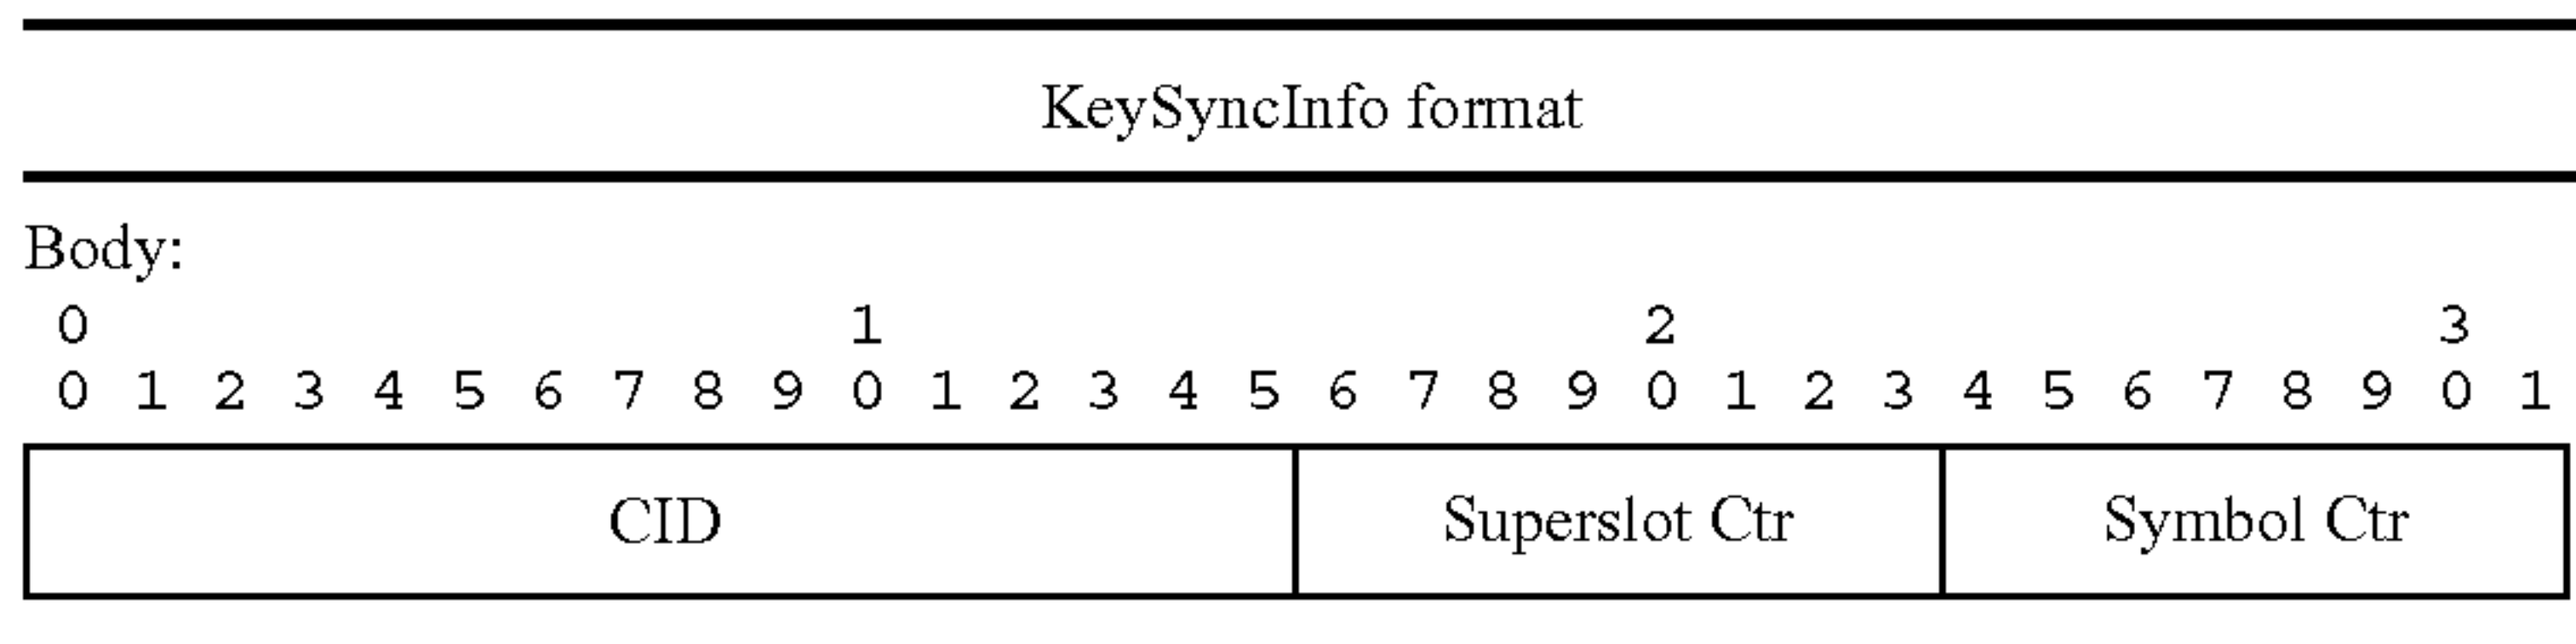 KeySyncInfo format
Body:
0 1 2 3
0 1 2 3 4 5 6 7 8 9 0 1 2 3 4 5 6 7 8 9 0 1 2 3 4 5 6 7 8 9 0 1
CID Superslot Ctr Symbol Ctr